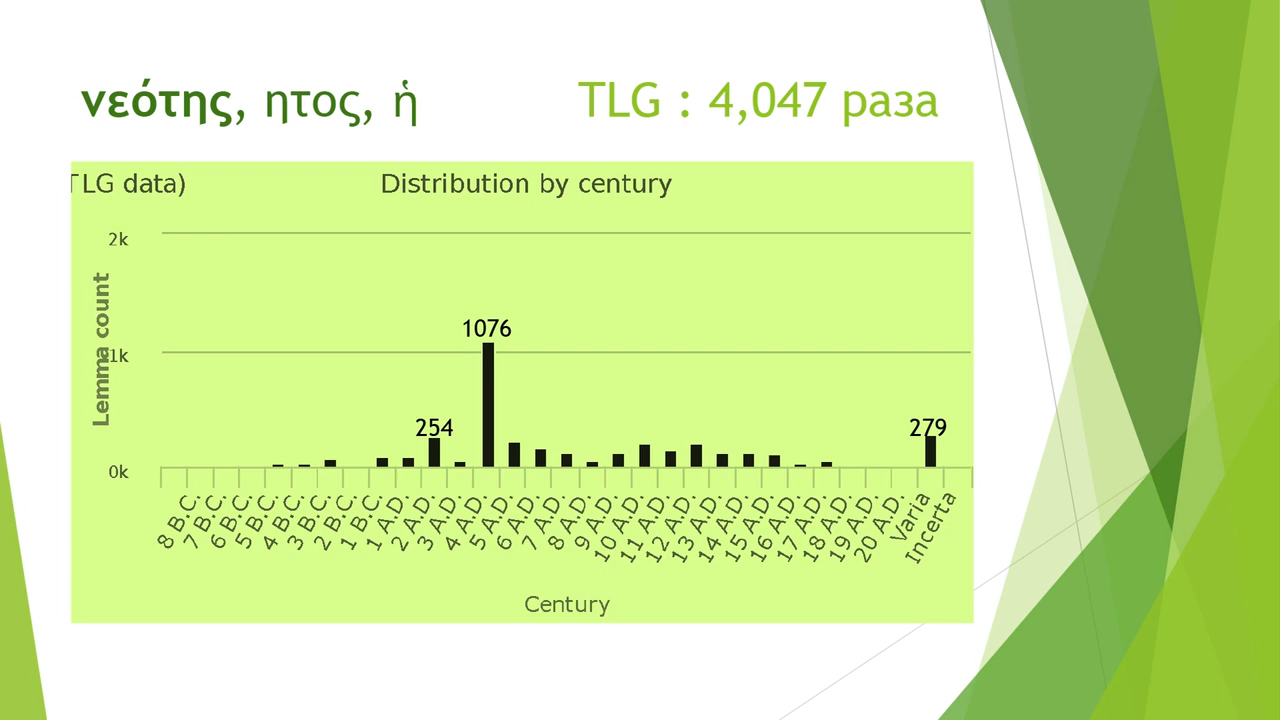 νεότης, ητος, ἡ
TLG : 4,047 раза
TLG data)
Distribution by century
2k
1k
0k
Lemma count
1076
254
279
8 B.C.
7 B.C.
6 B.C.
5 B.C.
4 B.C.
3 B.C.
2 B.C.
1 B.C.
1 A.D.
2 A.D.
3 A.D.
4 A.D.
5 A.D.
6 A.D.
7 A.D.
8 A.D.
9 A.D.
10 A.D.
11 A.D.
12 A.D.
13 A.D.
14 A.D.
15 A.D.
16 A.D.
17 A.D.
18 A.D.
19 A.D.
20 A.D.
Varia
Incerta
Century